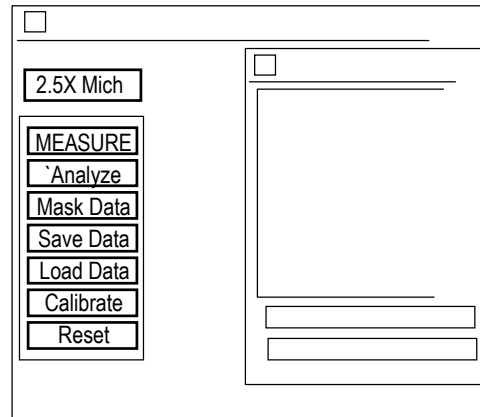 2.5X Mich
MEASURE
`Analyze
Mask Data
Save Data
Load Data
Calibrate
Reset